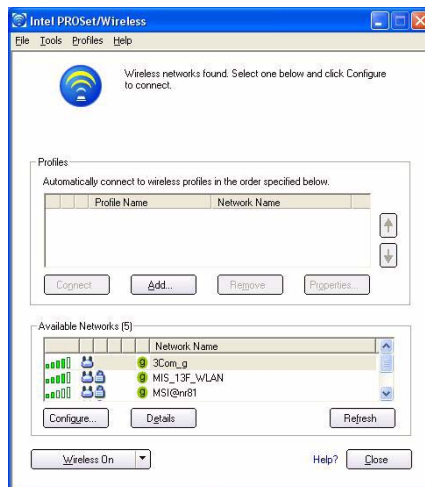 Intel PROSet/Wireless
File Tools Profiles Help
Wireless networks found. Select one below and click Configure
to connect.
Profiles
Automatically connect to wireless profiles in the order specified below.
Profile Name Network Name
Connect Add... Remove Properties...
Available Networks (5)
Network Name
g 3Com_g
g MIS_13F_WLAN
g MSI@nr81
Configure... Details Refresh
Wireless On Help? Close